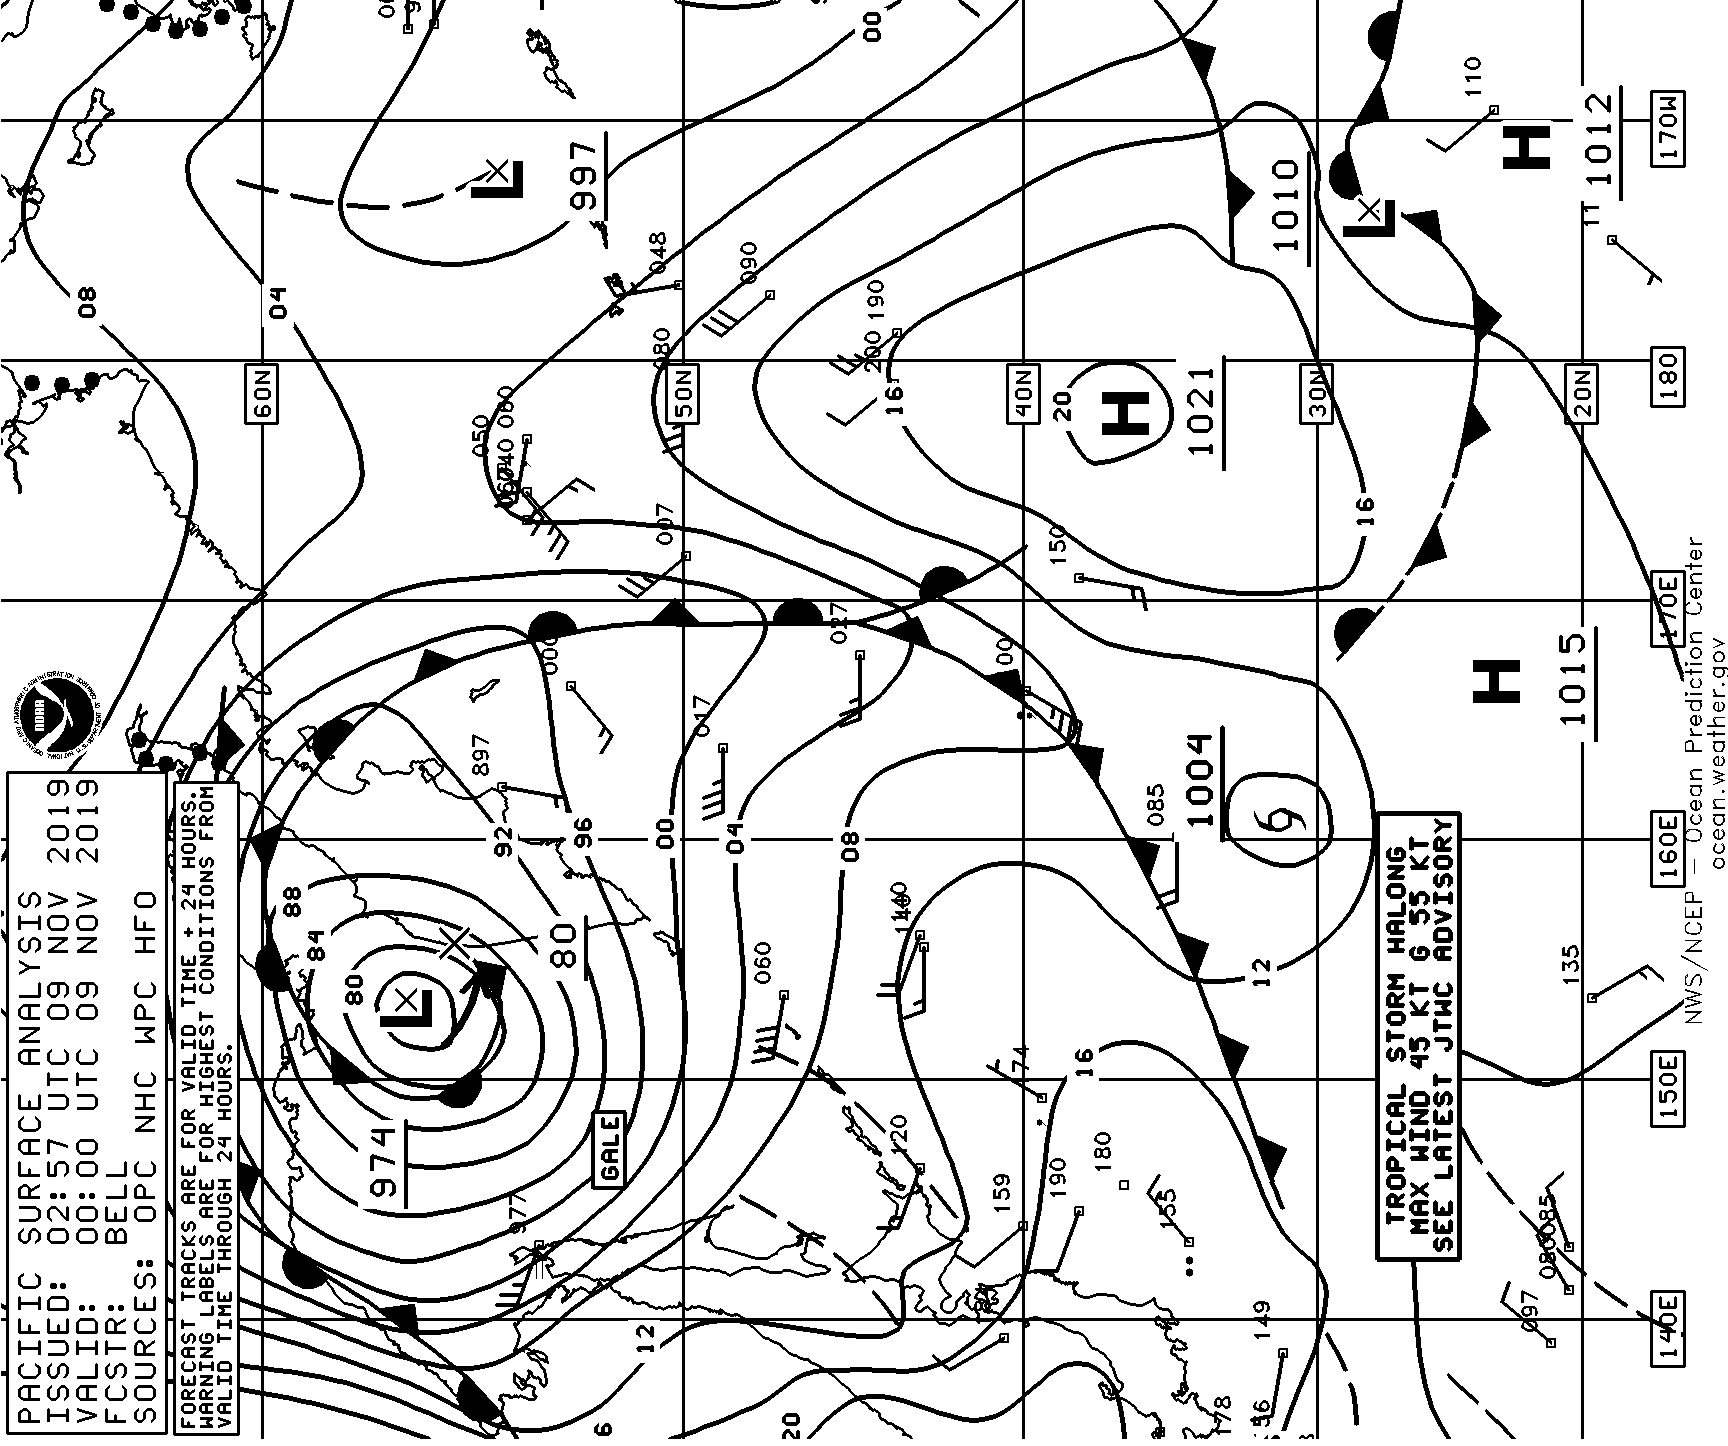 PACIFIC SURFACE ANALYSIS
ISSUED: 02:57 UTC 09 NOV 2019
VALID: 00:00 UTC 09 NOV 2019
FCSTR: BELL
SOURCES: OPC NHC WPC HFO
FORECAST TRACKS ARE FOR VALID TIME + 24 HOURS.
WARNING LABELS ARE FOR HIGHEST CONDITIONS FROM
VALID TIME THROUGH 24 HOURS.
08
04
00
L
997
048
090
080
190
200
16
050
040
080
007
60N
50N
40N
30N
20N
20
H
1021
16
150
L
1010
110
H
1012
11
170W
180
170E
160E
150E
140E
H
1015
027
00
000
017
897
92
96
00
04
08
88
84
80
L
974
80
GALE
977
060
140
085
1004
12
135
TROPICAL STORM HALONG
MAX WIND 45 KT G 55 KT
SEE LATEST JTWC ADVISORY
74
16
120
159
190
180
155
149
085
097
12
20
NWS/NCEP – Ocean Prediction Center
ocean.weather.gov